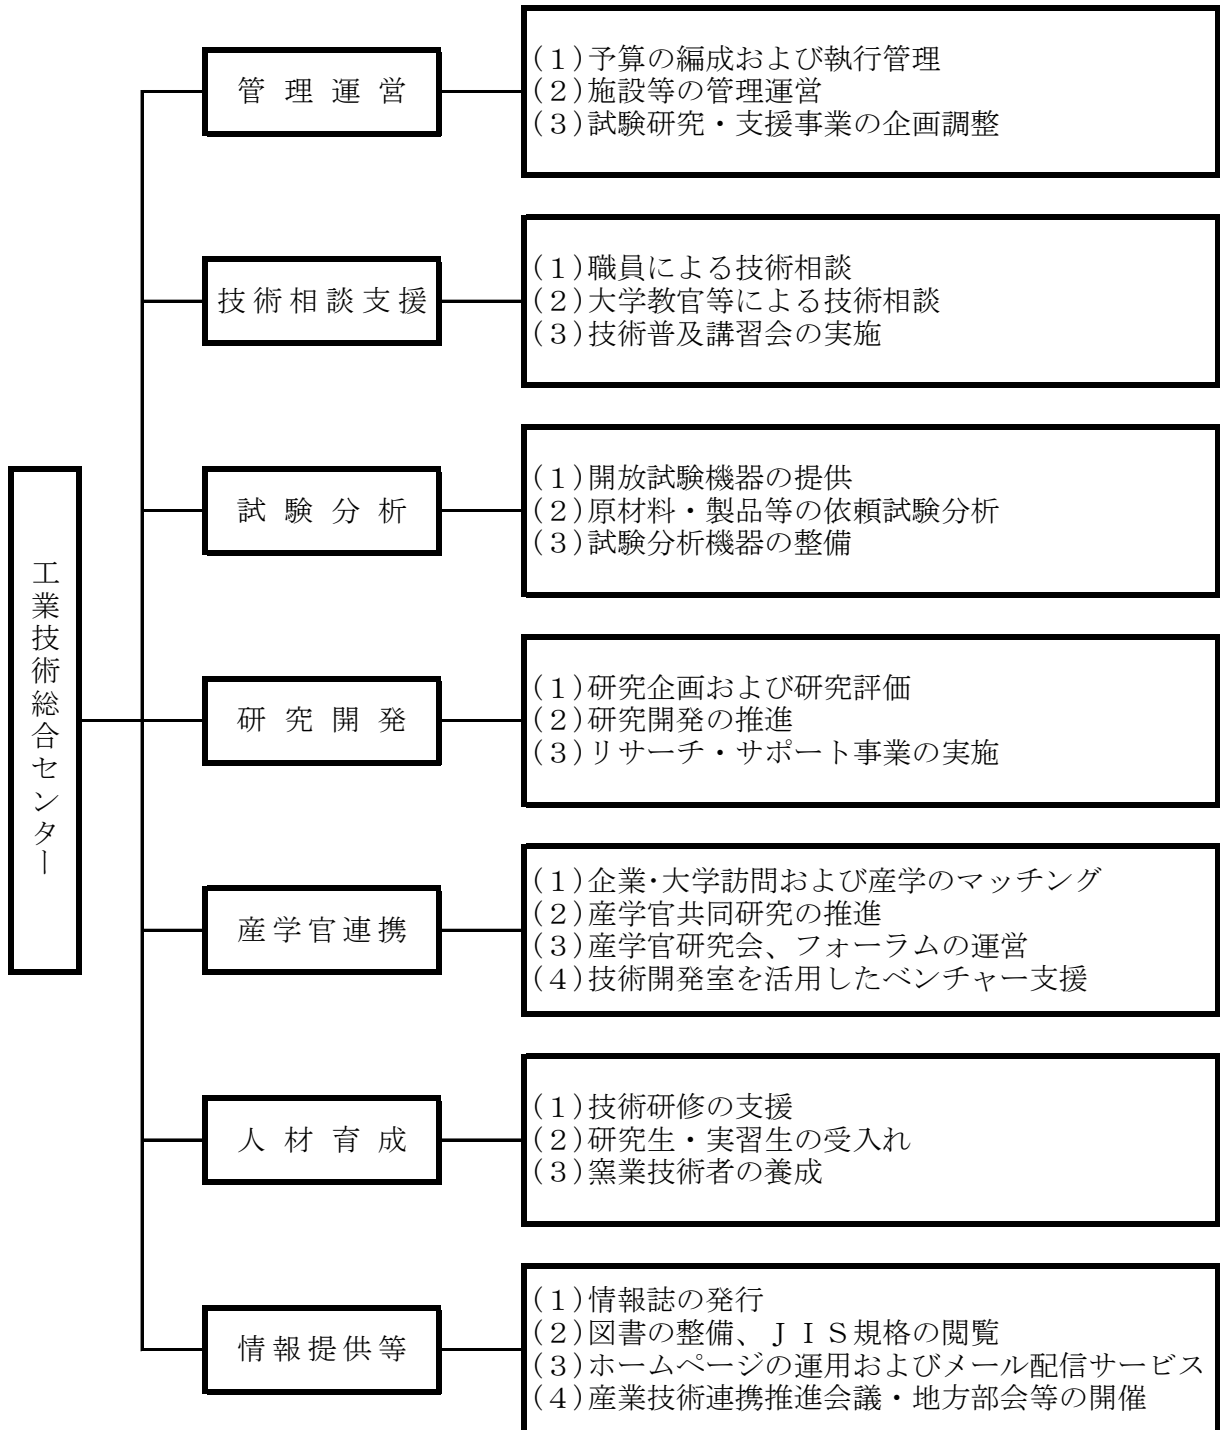 工業技術総合センター
管理運営
(1)予算の編成および執行管理
(2)施設等の管理運営
(3)試験研究・支援事業の企画調整
技術相談支援
(1)職員による技術相談
(2)大学教官等による技術相談
(3)技術普及講習会の実施
試験分析
(1)開放試験機器の提供
(2)原材料・製品等の依頼試験分析
(3)試験分析機器の整備
研究開発
(1)研究企画および研究評価
(2)研究開発の推進
(3)リサーチ・サポート事業の実施
産学官連携
(1)企業・大学訪問および産学のマッチング
(2)産学官共同研究の推進
(3)産学官研究会、フォーラムの運営
(4)技術開発室を活用したベンチャー支援
人材育成
(1)技術研修の支援
(2)研究生・実習生の受入れ
(3)窯業技術者の養成
情報提供等
(1)情報誌の発行
(2)図書の整備、JIS規格の閲覧
(3)ホームページの運用およびメール配信サービス
(4)産業技術連携推進会議・地方部会等の開催